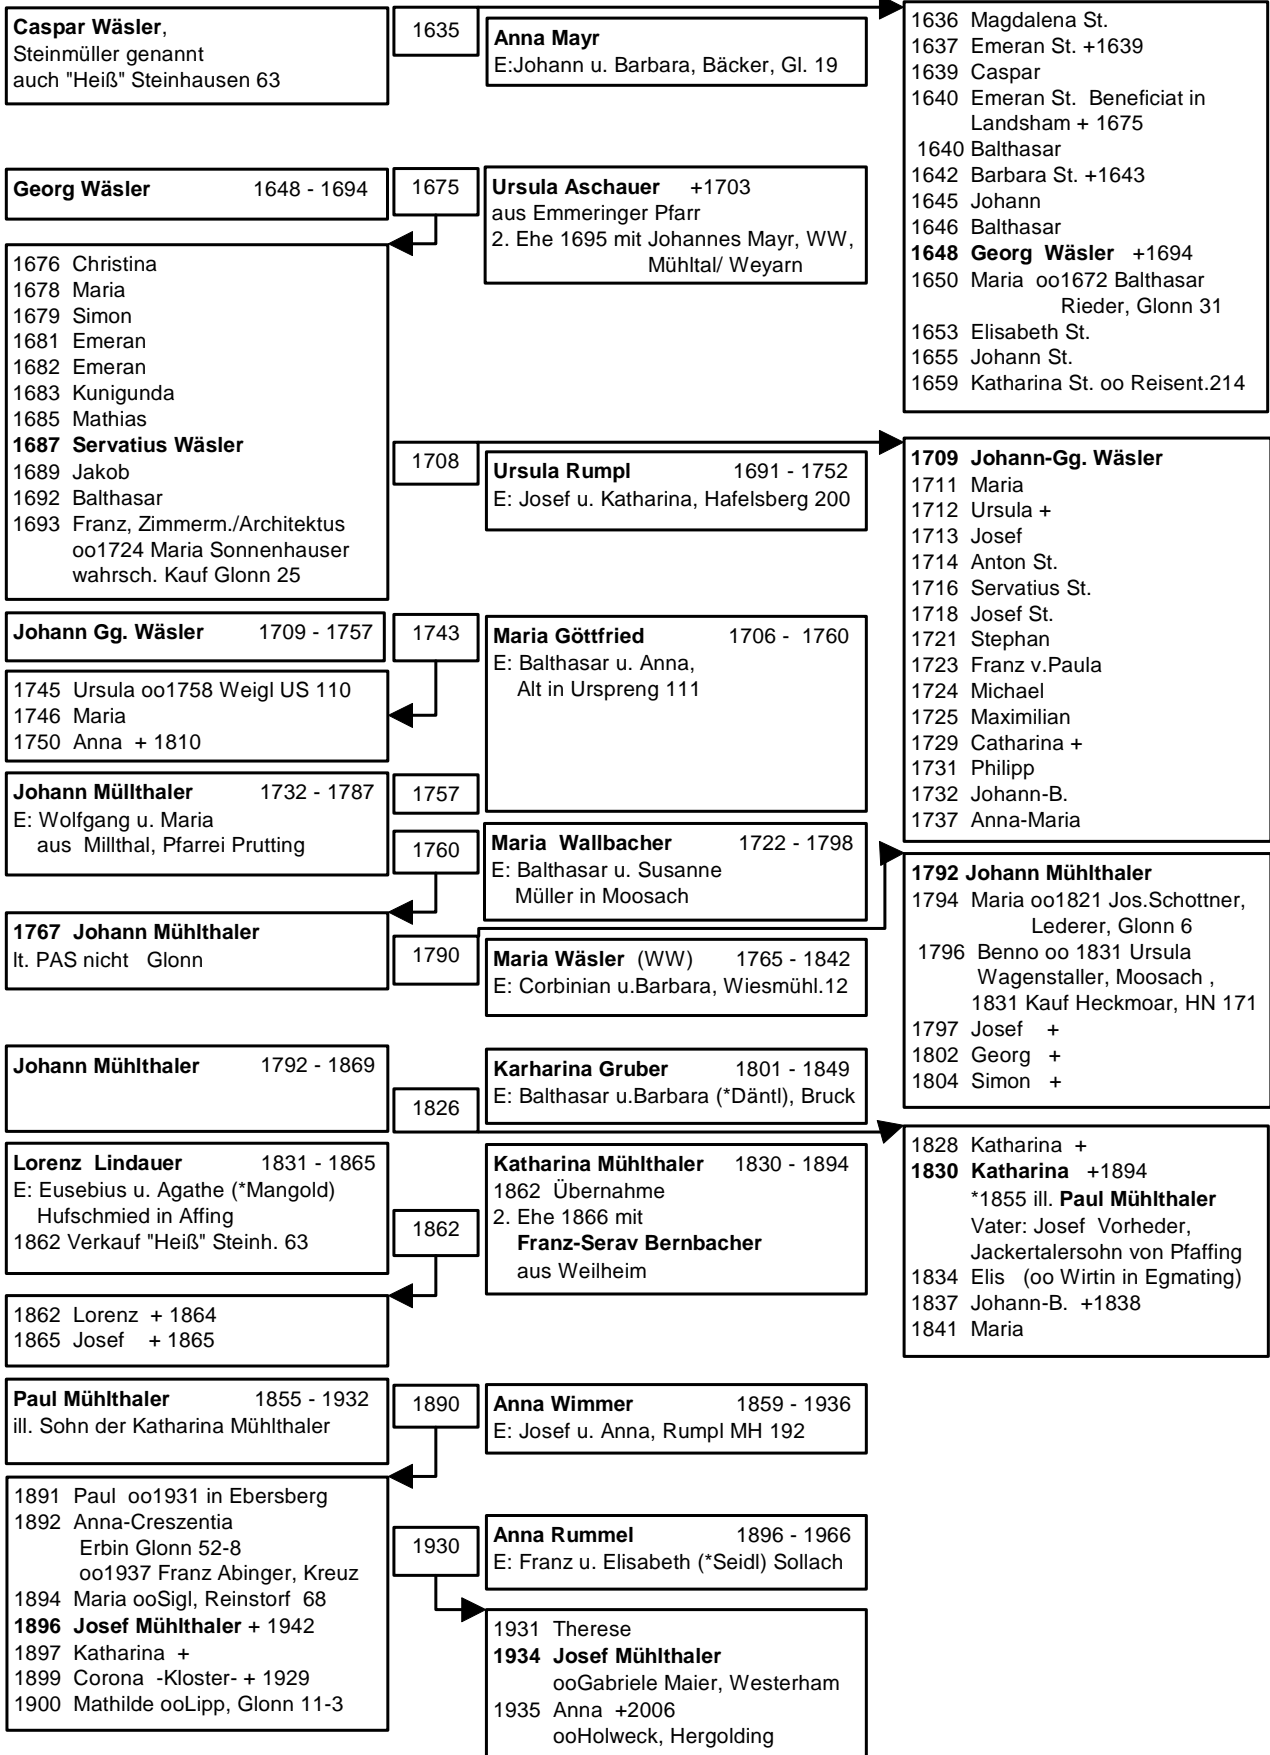 Caspar Wäsler,
Steinmüller genannt
auch "Heiß" Steinhausen 63
1635
Anna Mayr
E:Johann u. Barbara, Bäcker, Gl. 19
1636 Magdalena St.
1637 Emeran St. +1639
1639 Caspar
1640 Emeran St. Beneficiat in
Landsham + 1675
1640 Balthasar
1642 Barbara St. +1643
1645 Johann
1646 Balthasar
1648 Georg Wäsler +1694
1650 Maria oo1672 Balthasar
Rieder, Glonn 31
1653 Elisabeth St.
1655 Johann St.
1659 Katharina St. oo Reisent.214
Georg Wäsler 1648 - 1694
1675
Ursula Aschauer +1703
aus Emmeringer Pfarr
2. Ehe 1695 mit Johannes Mayr, WW,
Mühltal/ Weyarn
1676 Christina
1678 Maria
1679 Simon
1681 Emeran
1682 Emeran
1683 Kunigunda
1685 Mathias
1687 Servatius Wäsler
1689 Jakob
1692 Balthasar
1693 Franz, Zimmerm./Architektus
oo1724 Maria Sonnenhauser
wahrsch. Kauf Glonn 25
1708
Ursula Rumpl 1691 - 1752
E: Josef u. Katharina, Hafelsberg 200
1709 Johann-Gg. Wäsler
1711 Maria
1712 Ursula +
1713 Josef
1714 Anton St.
1716 Servatius St.
1718 Josef St.
1721 Stephan
1723 Franz v.Paula
1724 Michael
1725 Maximilian
1729 Catharina +
1731 Philipp
1732 Johann-B.
1737 Anna-Maria
Johann Gg. Wäsler 1709 - 1757
1743
Maria Göttfried 1706 - 1760
E: Balthasar u. Anna,
Alt in Urspreng 111
1745 Ursula oo1758 Weigl US 110
1746 Maria
1750 Anna + 1810
Johann Müllthaler 1732 - 1787
E: Wolfgang u. Maria
aus Millthal, Pfarrei Prutting
1757
1760
Maria Wallbacher 1722 - 1798
E: Balthasar u. Susanne
Müller in Moosach
1767 Johann Mühlthaler
lt. PAS nicht Glonn
1790
Maria Wäsler (WW) 1765 - 1842
E: Corbinian u.Barbara, Wiesmühl.12
1792 Johann Mühlthaler
1794 Maria oo1821 Jos.Schottner,
Lederer, Glonn 6
1796 Benno oo 1831 Ursula
Wagenstaller, Moosach ,
1831 Kauf Heckmoar, HN 171
1797 Josef +
1802 Georg +
1804 Simon +
Johann Mühlthaler 1792 - 1869
1826
Karharina Gruber 1801 - 1849
E: Balthasar u.Barbara (*Däntl), Bruck
1828 Katharina +
1830 Katharina +1894
*1855 ill. Paul Mühlthaler
Vater: Josef Vorheder,
Jackertalersohn von Pfaffing
1834 Elis (oo Wirtin in Egmating)
1837 Johann-B. +1838
1841 Maria
Lorenz Lindauer 1831 - 1865
E: Eusebius u. Agathe (*Mangold)
Hufschmied in Affing
1862 Verkauf "Heiß" Steinh. 63
1862
Katharina Mühlthaler 1830 - 1894
1862 Übernahme
2. Ehe 1866 mit
Franz-Serav Bernbacher
aus Weilheim
1862 Lorenz + 1864
1865 Josef + 1865
Paul Mühlthaler 1855 - 1932
ill. Sohn der Katharina Mühlthaler
1890
Anna Wimmer 1859 - 1936
E: Josef u. Anna, Rumpl MH 192
1891 Paul oo1931 in Ebersberg
1892 Anna-Creszentia
Erbin Glonn 52-8
oo1937 Franz Abinger, Kreuz
1894 Maria ooSigl, Reinstorf 68
1896 Josef Mühlthaler + 1942
1897 Katharina +
1899 Corona -Kloster- + 1929
1900 Mathilde ooLipp, Glonn 11-3
1930
Anna Rummel 1896 - 1966
E: Franz u. Elisabeth (*Seidl) Sollach
1931 Therese
1934 Josef Mühlthaler
ooGabriele Maier, Westerham
1935 Anna +2006
ooHolweck, Hergolding